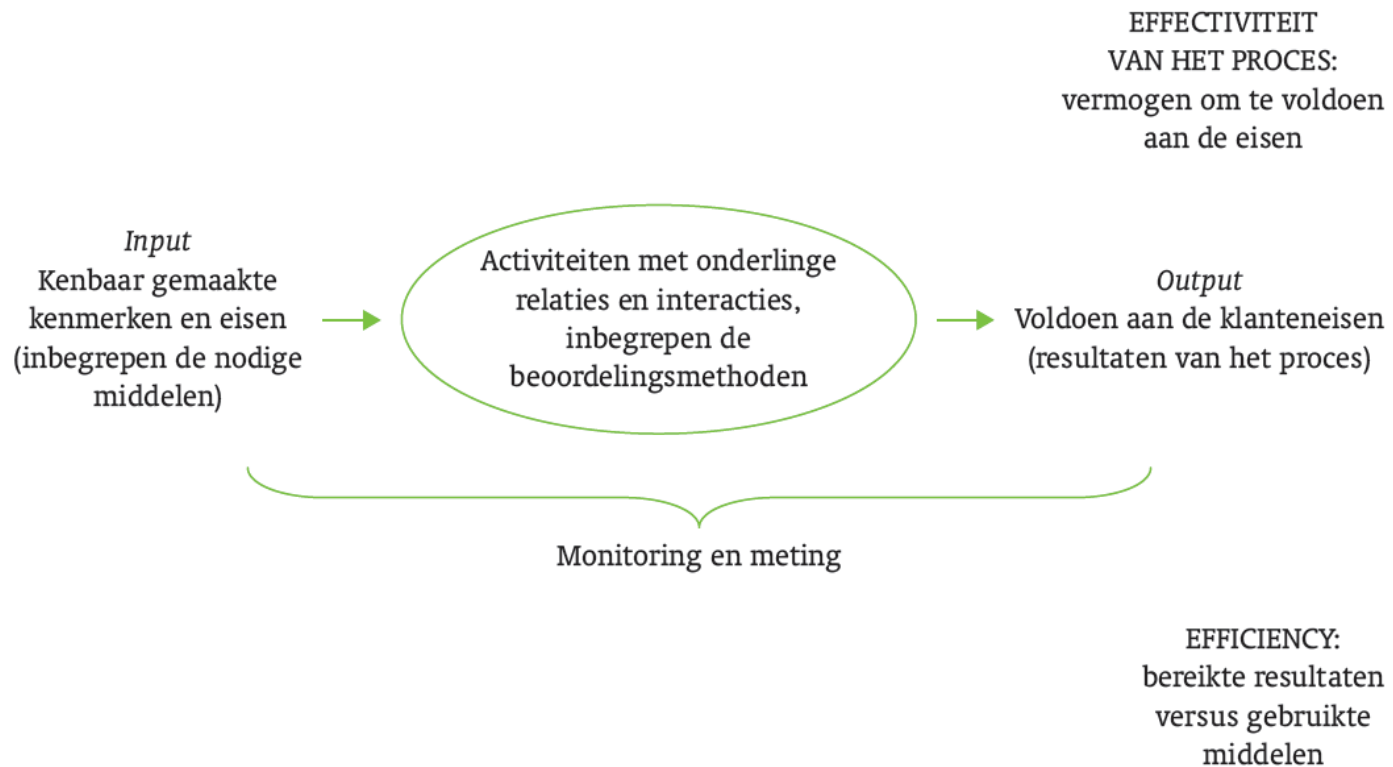 EFFECTIVITEIT
VAN HET PROCES:
vermogen om te voldoen
aan de eisen
Input
Kenbaar gemaakte
kenmerken en eisen
(inbegrepen de nodige
middelen)
Activiteiten met onderlinge
relaties en interacties,
inbegrepen de
beoordelingsmethoden
Output
Voldoen aan de klanteneisen
(resultaten van het proces)
Monitoring en meting
EFFICIENCY:
bereikte resultaten
versus gebruikte
middelen